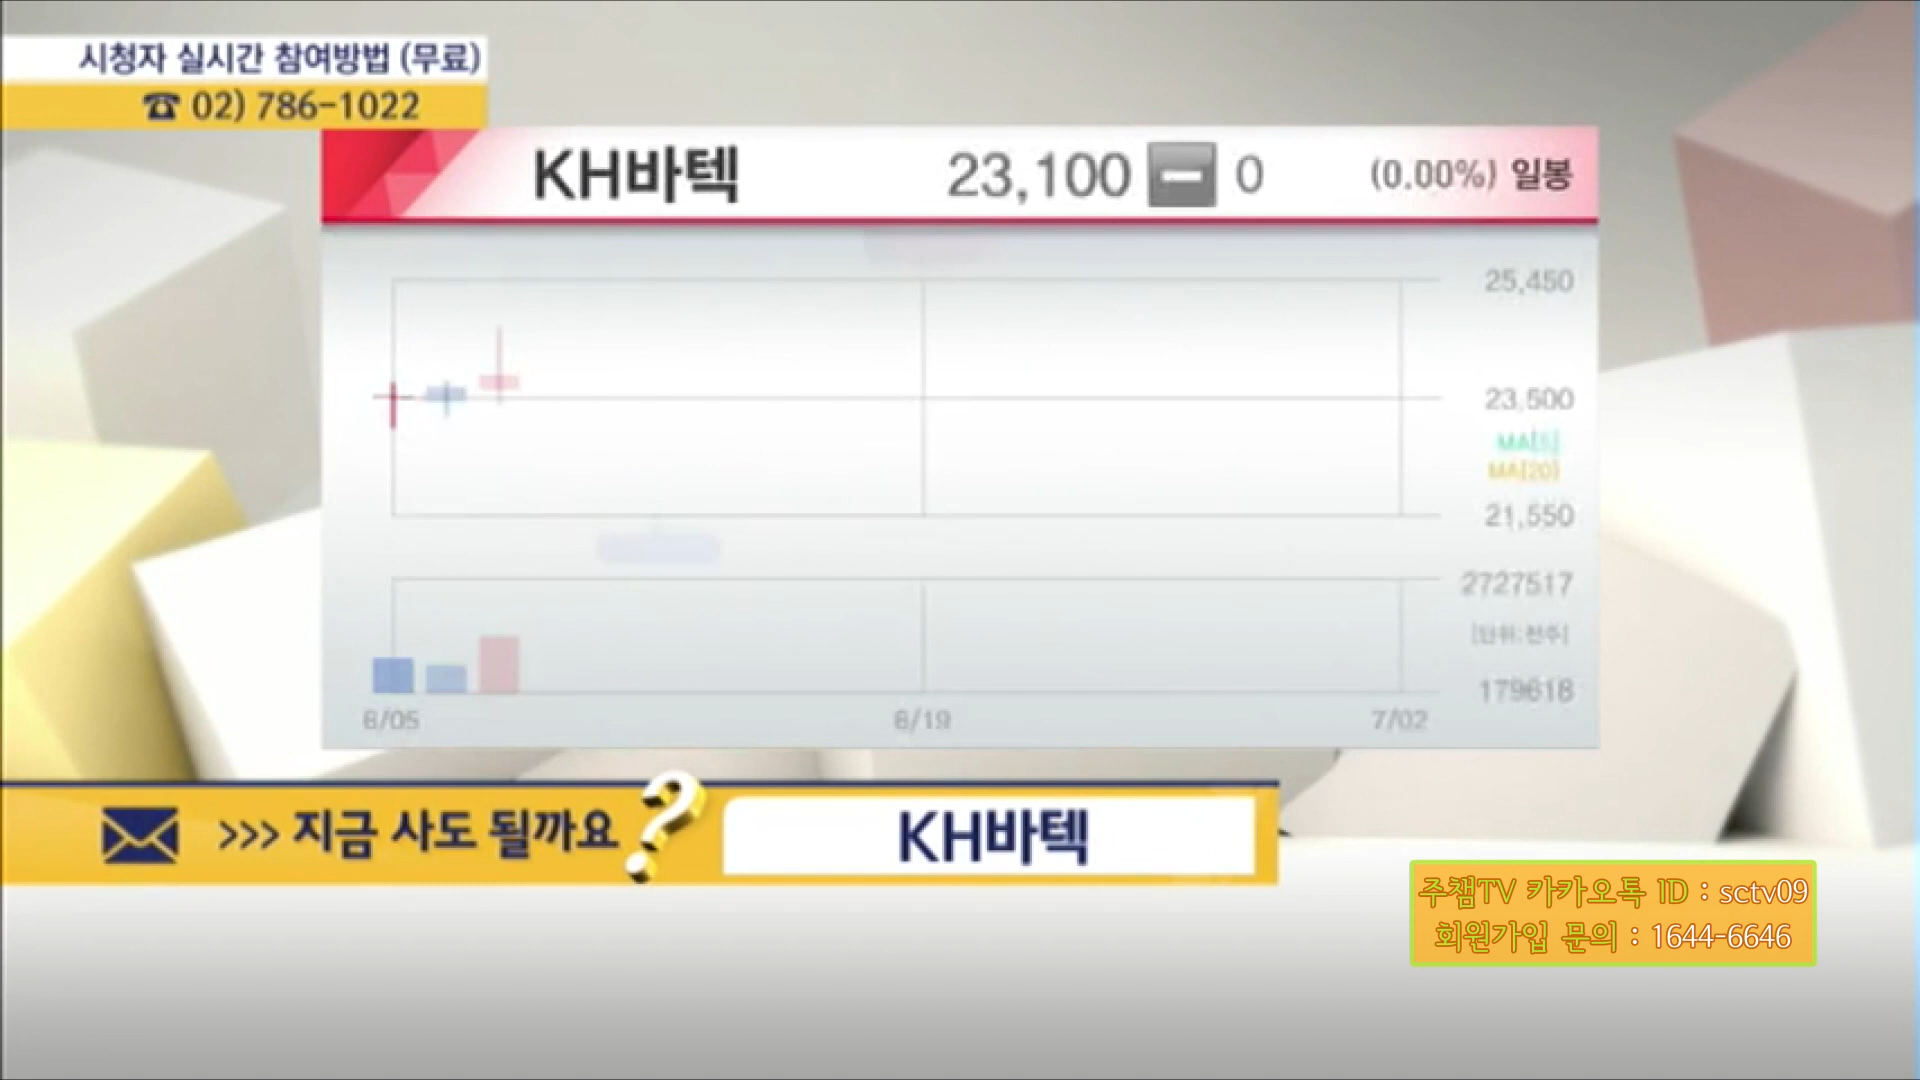 시청자 실시간 참여방법 (무료)
☎ 02) 786-1022
KH바텍 23,100 0 (0.00%) 일봉
25,450
23,500
MA[5]
MA[20]
21,550
2727517
[단위:천주]
179618
6/05 6/19 7/02
>>> 지금 사도 될까요? KH바텍
주챔TV 카카오톡 ID : sctv09
회원가입 문의 : 1644-6646